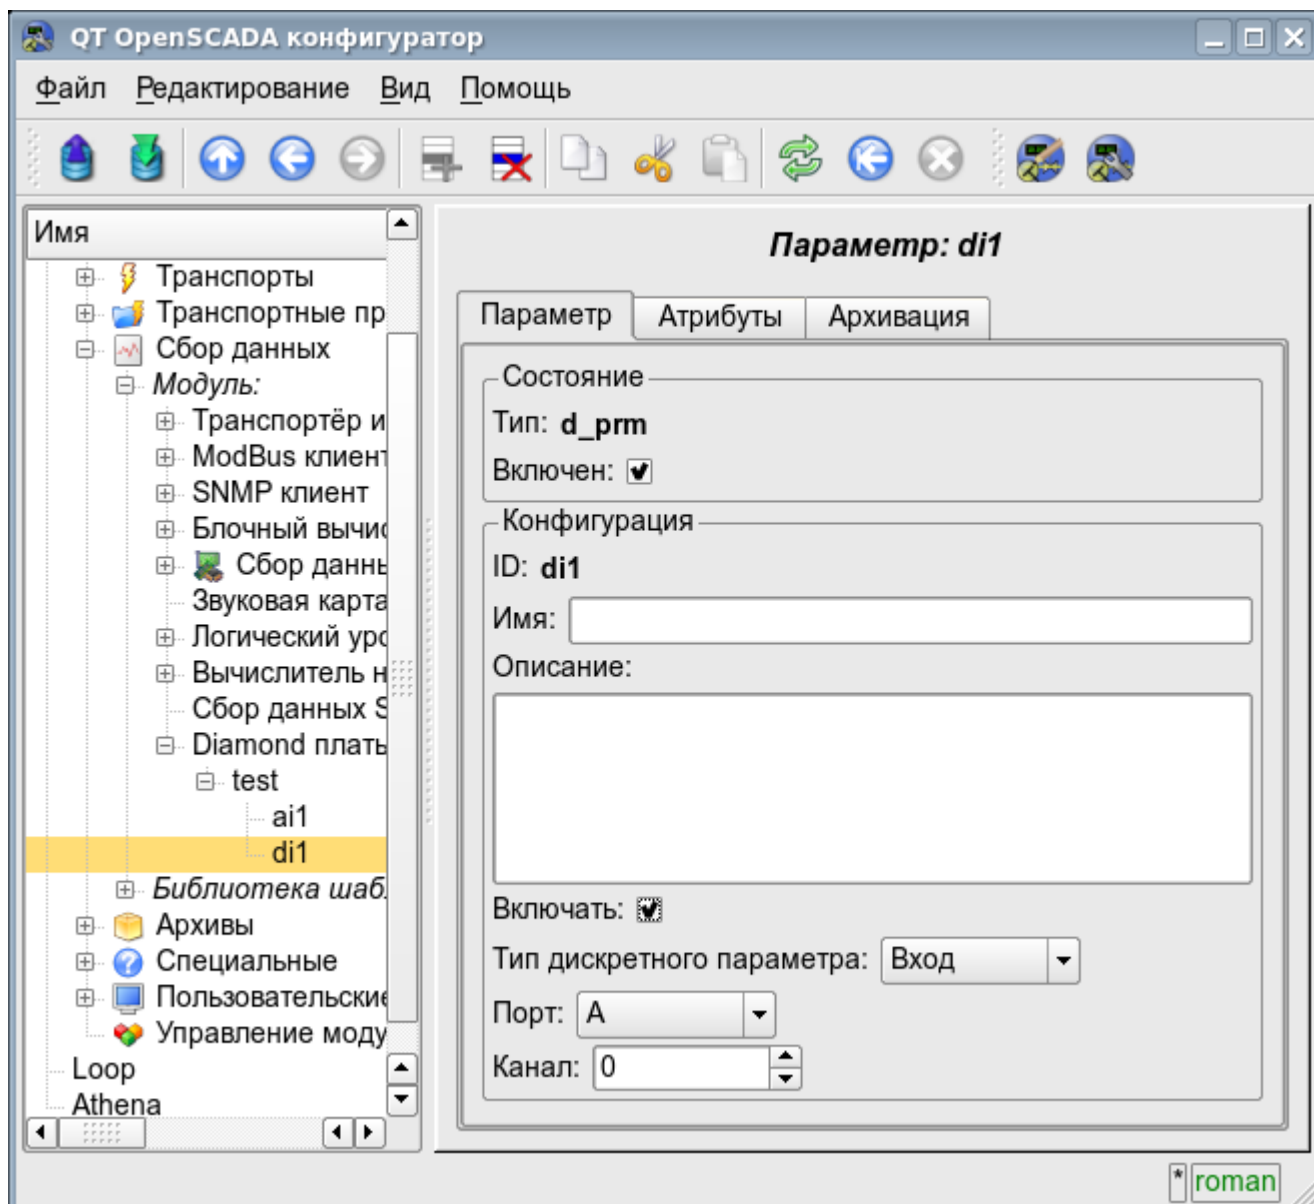 QT OpenSCADA конфигуратор
Файл Редактирование Вид Помощь
Имя
Транспорты
Транспортные пр
Сбор данных
Модуль:
Транспортёр и
ModBus клиент
SNMP клиент
Блочный вычис
Сбор данны
Звуковая карта
Логический уро
Вычислитель н
Сбор данных S
Diamond платы
test
ai1
di1
Библиотека шаб
Архивы
Специальные
Пользовательские
Управление моду
Loop
Athena
Параметр: di1
Параметр Атрибуты Архивация
Состояние
Тип: d_prm
Включен:
Конфигурация
ID: di1
Имя:
Описание:
Включать:
Тип дискретного параметра: Вход
Порт: A
Канал: 0
* roman